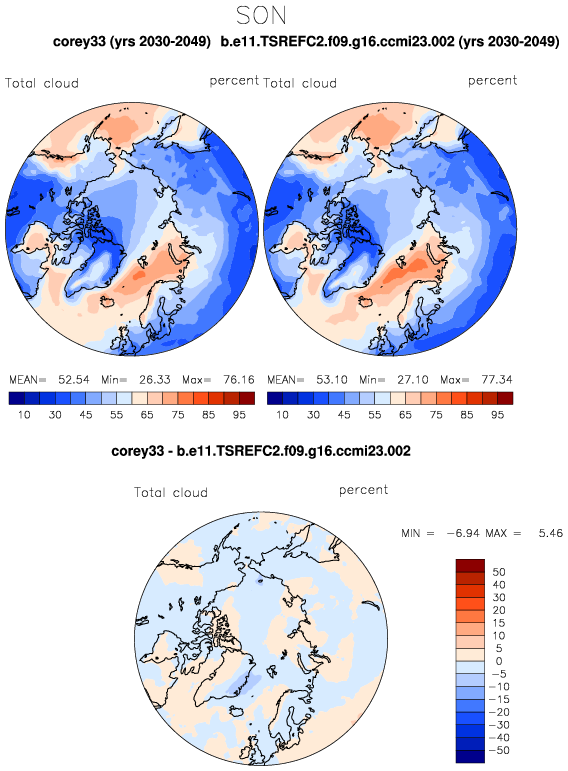 SON
corey33 (yrs 2030-2049) b.e11.TSREFC2.f09.g16.ccmi23.002 (yrs 2030-2049)
Total cloud percent Total cloud percent
MEAN= 52.54 Min= 26.33 Max= 76.16 MEAN= 53.10 Min= 27.10 Max= 77.34
10 30 45 55 65 75 85 95 10 30 45 55 65 75 85 95
corey33 - b.e11.TSREFC2.f09.g16.ccmi23.002
Total cloud percent
MIN = -6.94 MAX = 5.46
50
40
30
20
15
10
5
0
-5
-10
-15
-20
-30
-40
-50